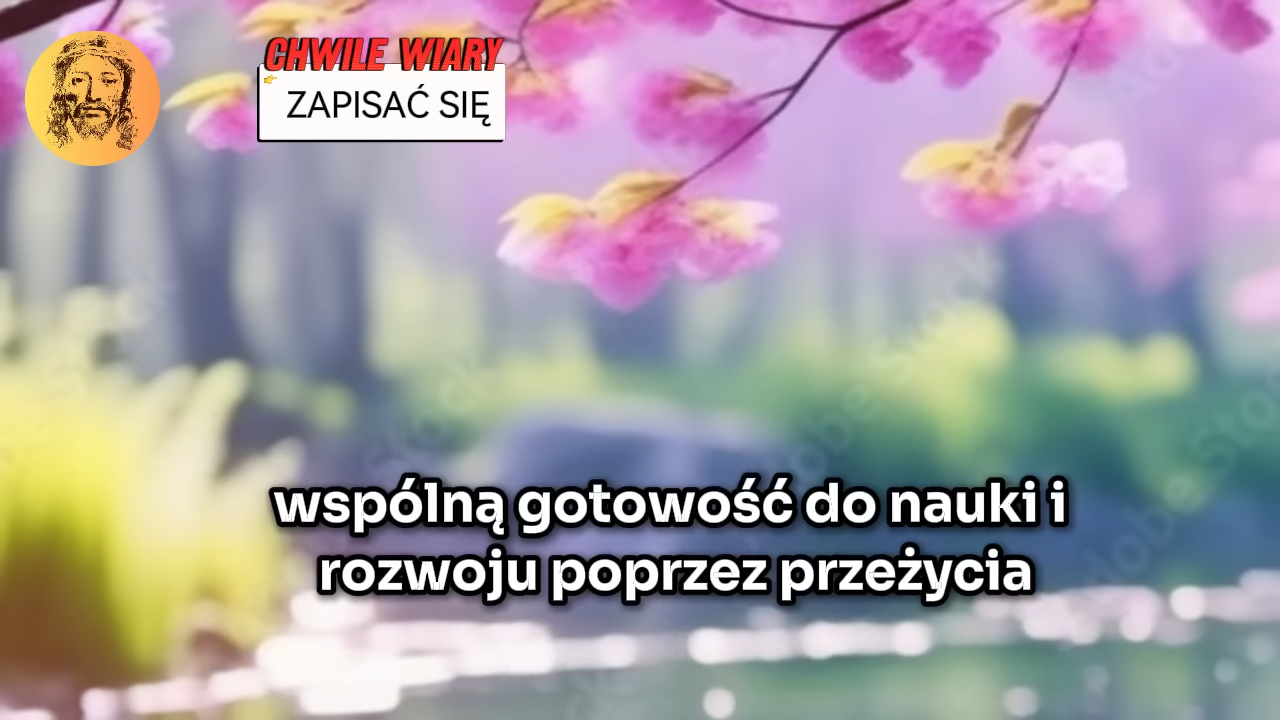 CHWILE WIARY
ZAPISAĆ SIĘ
wspólną gotowość do nauki i
rozwoju poprzez przeżycia